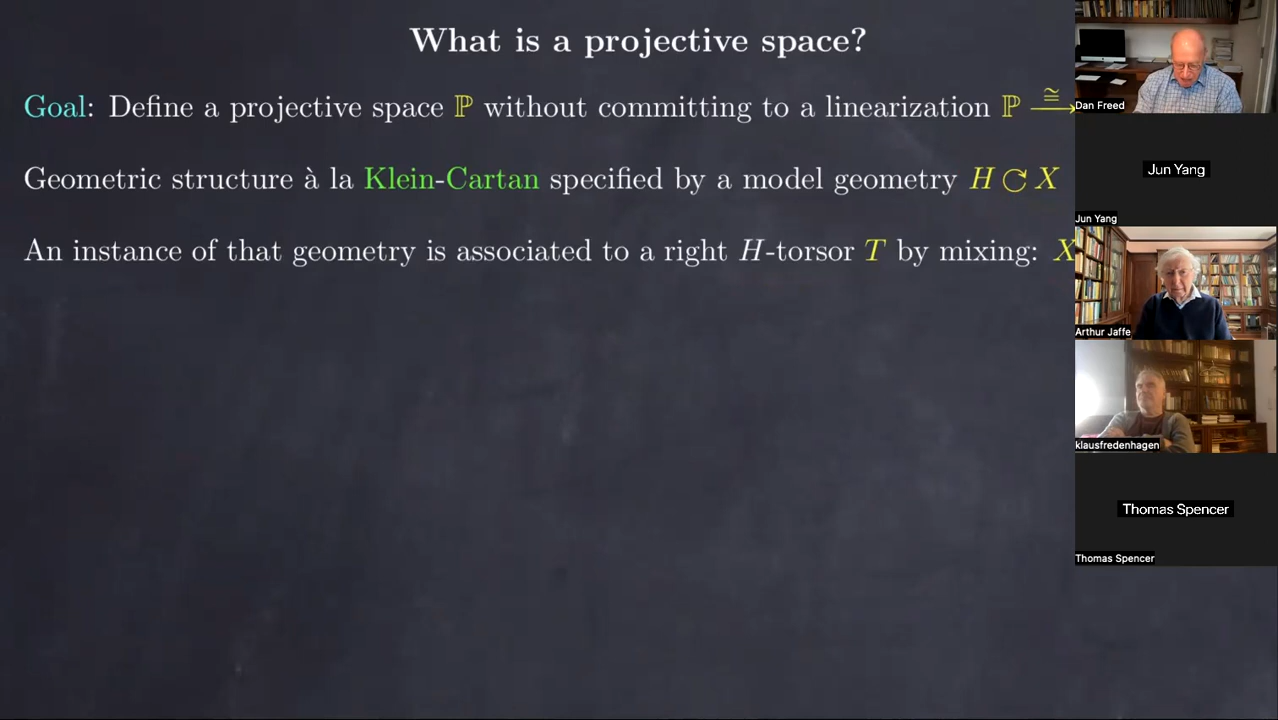 What is a projective space?
Goal: Define a projective space ℙ without committing to a linearization ℙ ≅→
Geometric structure à la Klein-Cartan specified by a model geometry H ⟳ X
An instance of that geometry is associated to a right H-torsor T by mixing: X
Dan Freed
Jun Yang
Jun Yang
Arthur Jaffe
klausfredenhagen
Thomas Spencer
Thomas Spencer